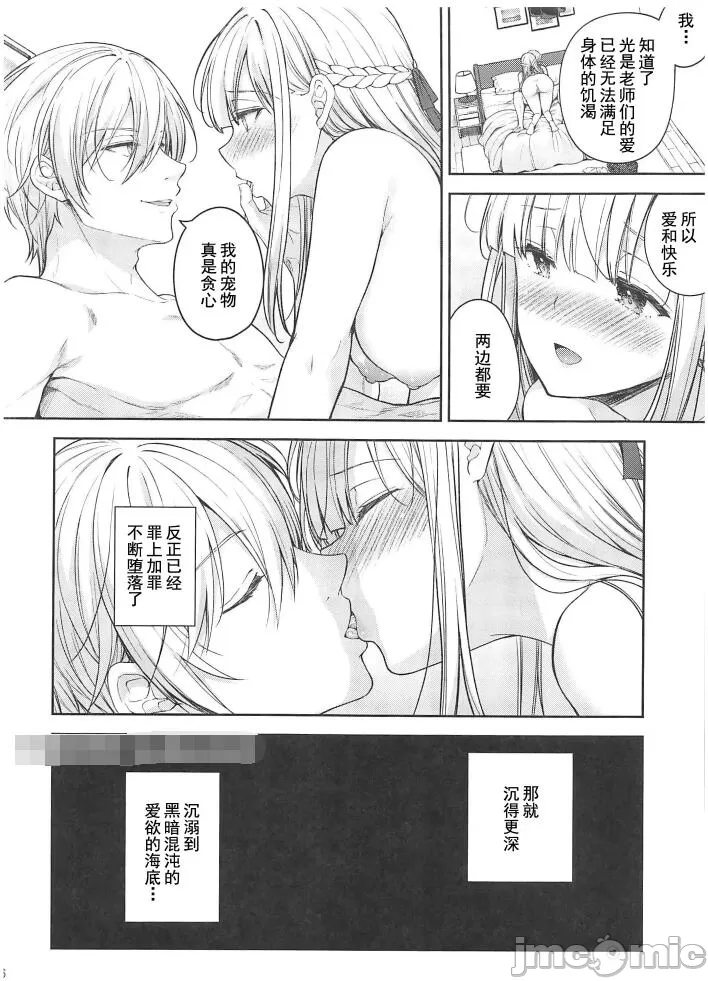 我…
知道了
光是老师们的爱
已经无法满足
身体的饥渴
所以
爱和快乐
两边都要
我的宠物
真是贪心
反正已经
罪上加罪
不断堕落了
那就
沉得更深
沉溺到
黑暗混沌的
爱欲的海底…
jmcomic